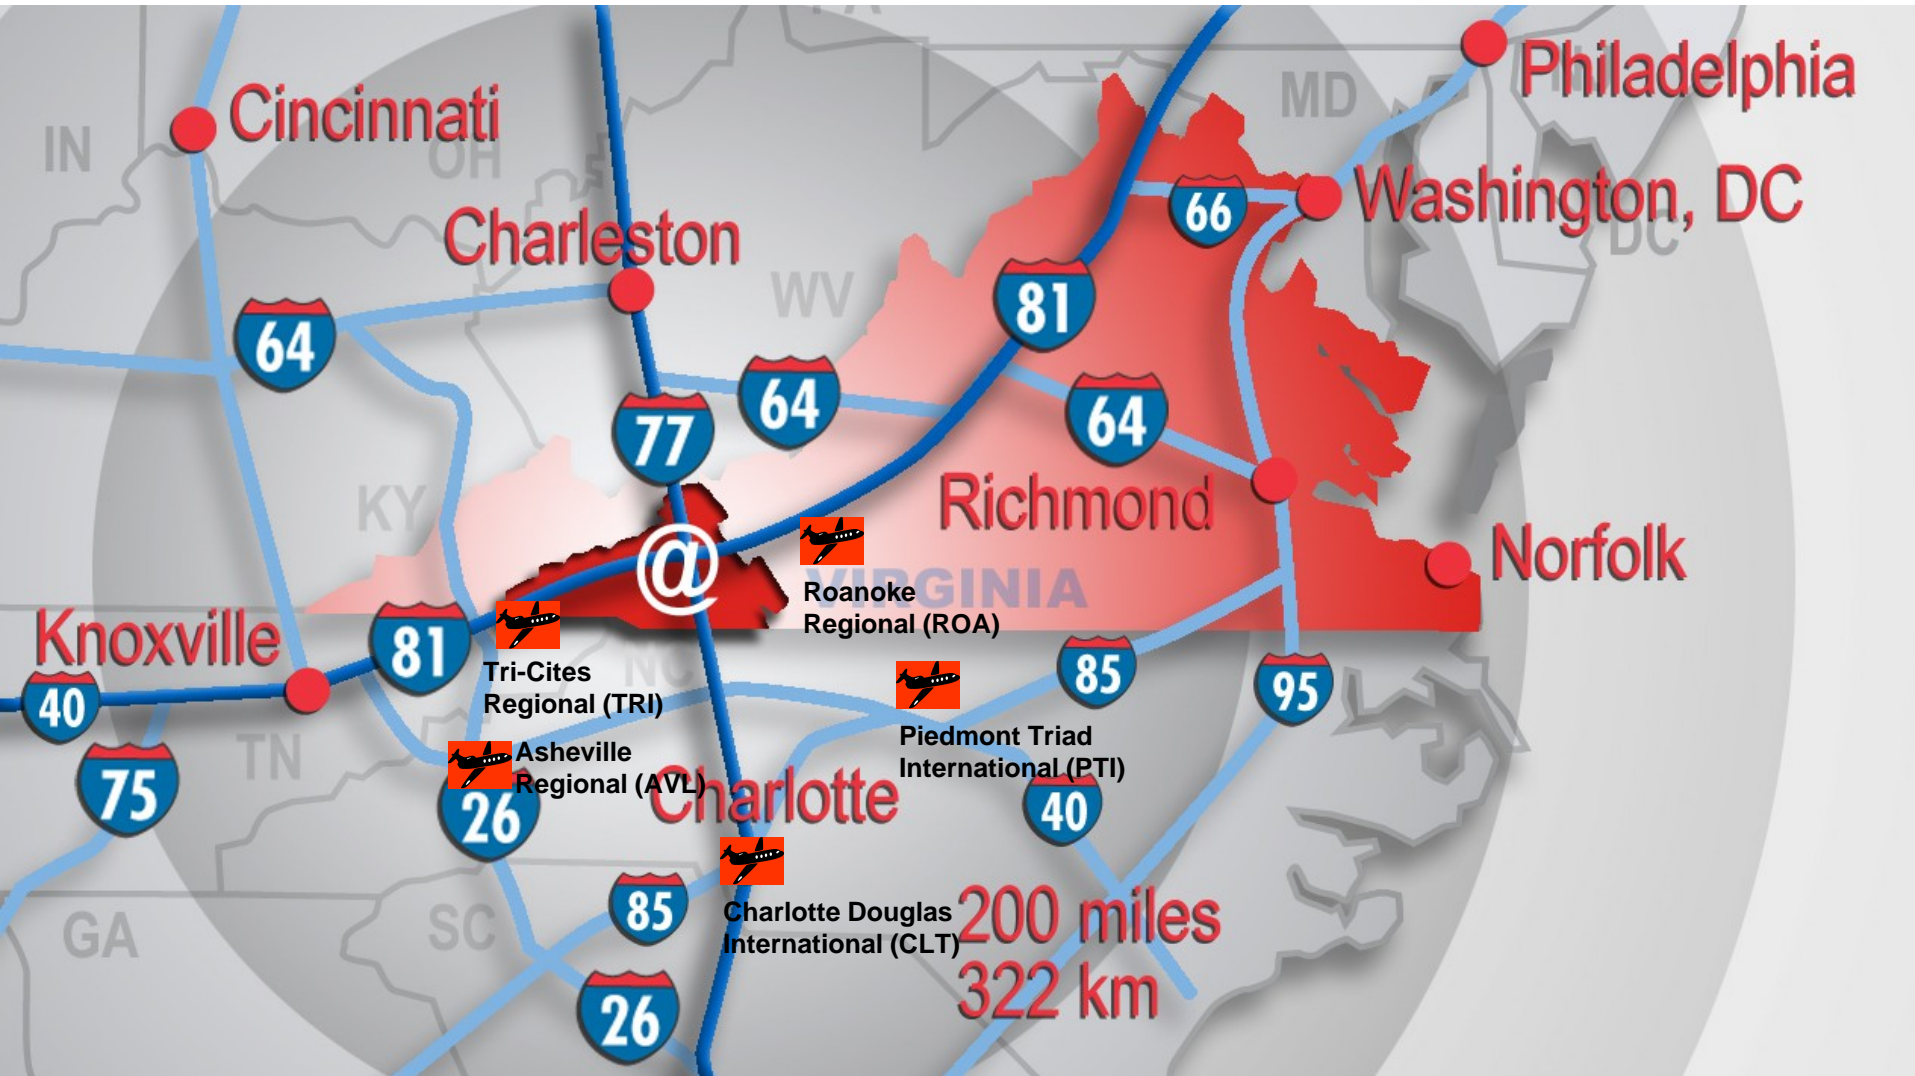 PA
Philadelphia
Cincinnati
MD
IN
OH
Washington, DC
66
DC
Charleston
WV
81
64
64
64
77
Richmond
KY
@
Norfolk
VIRGINIA
Roanoke
Regional (ROA)
Knoxville
81
NC
Tri-Cites
Regional (TRI)
85
95
40
Piedmont Triad
International (PTI)
TN
Asheville
Regional (AVL)
75
26
Charlotte
40
85
Charlotte Douglas
International (CLT)
200 miles
322 km
GA
SC
26